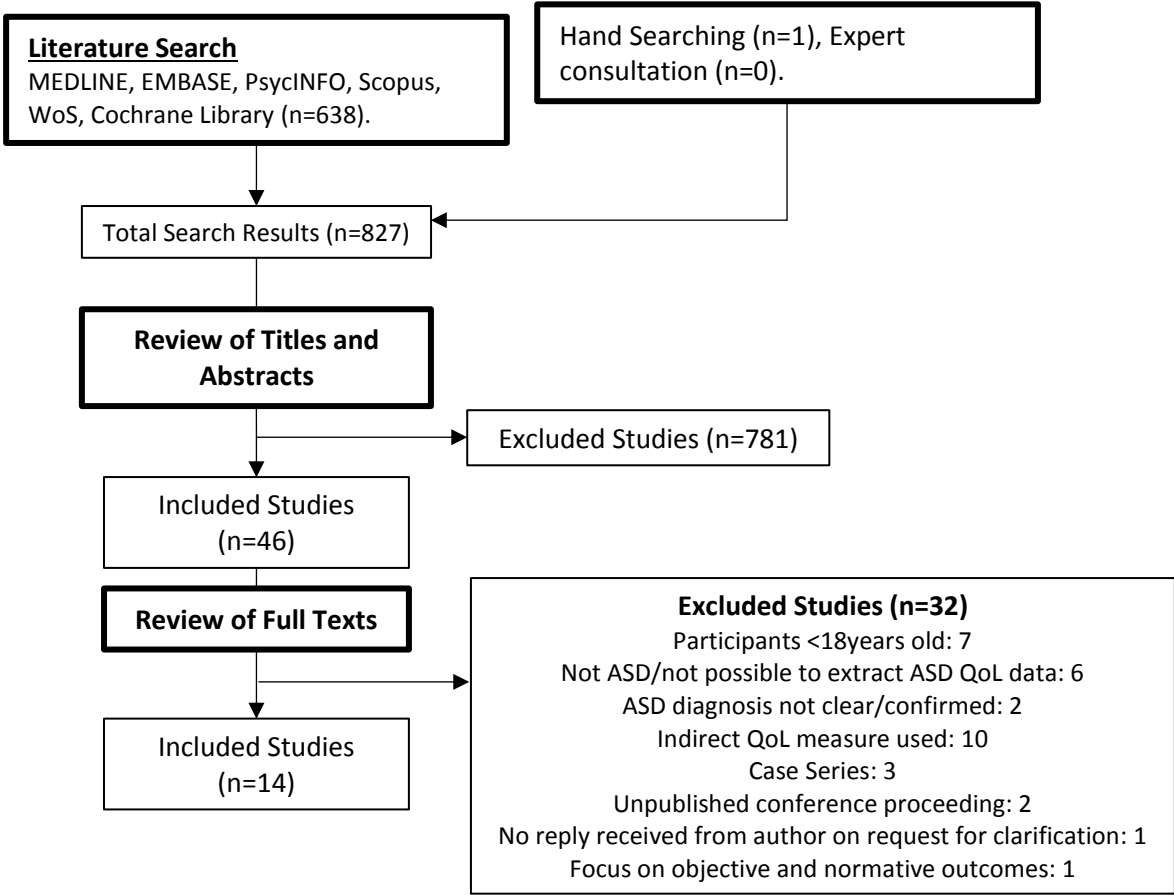 Literature Search
MEDLINE, EMBASE, PsycINFO, Scopus,
WoS, Cochrane Library (n=638).
Hand Searching (n=1), Expert
consultation (n=0).
Total Search Results (n=827)
Review of Titles and
Abstracts
Excluded Studies (n=781)
Included Studies
(n=46)
Review of Full Texts
Excluded Studies (n=32)
Participants <18years old: 7
Not ASD/not possible to extract ASD QoL data: 6
ASD diagnosis not clear/confirmed: 2
Indirect QoL measure used: 10
Case Series: 3
Unpublished conference proceeding: 2
No reply received from author on request for clarification: 1
Focus on objective and normative outcomes: 1
Included Studies
(n=14)